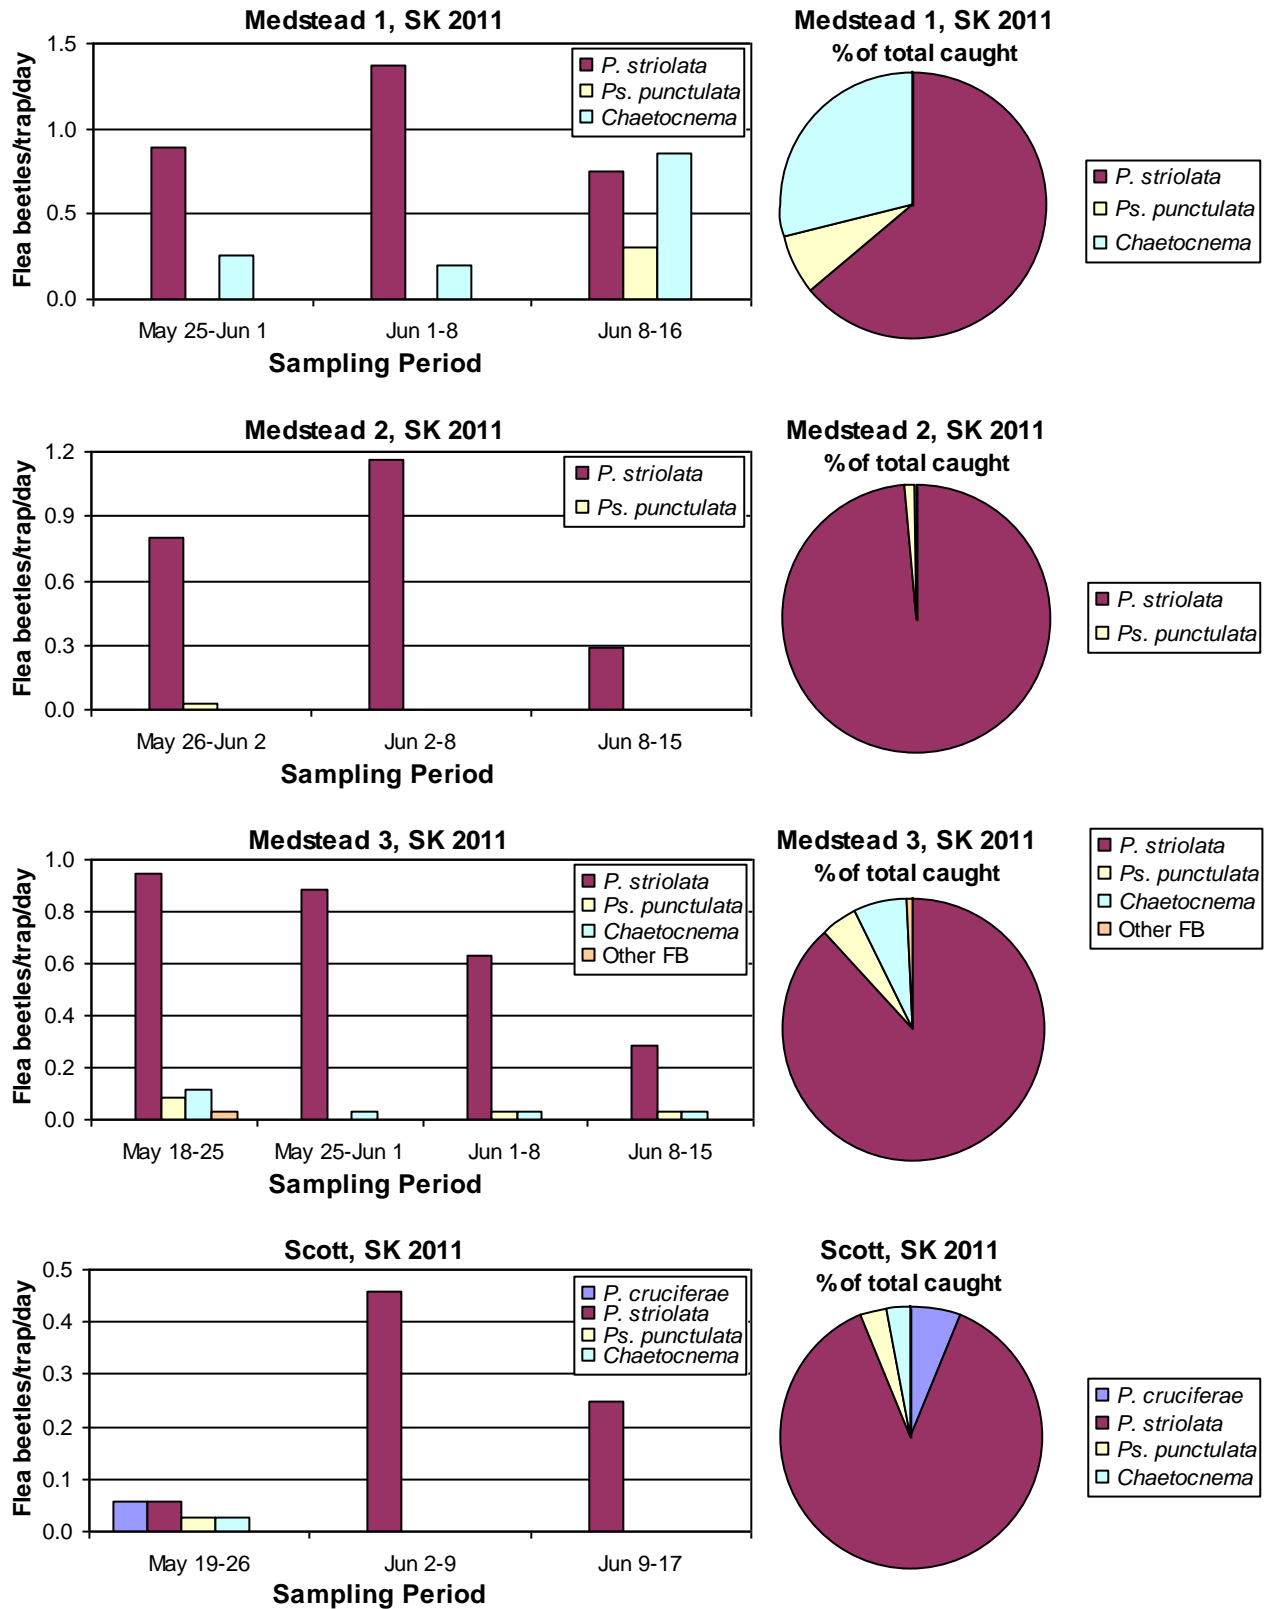 Medstead 1, SK 2011
Flea beetles/trap/day
1.5
1.0
0.5
0.0
P. striolata
Ps. punctulata
Chaetocnema
May 25-Jun 1
Jun 1-8
Jun 8-16
Sampling Period
Medstead 1, SK 2011
% of total caught
P. striolata
Ps. punctulata
Chaetocnema
Medstead 2, SK 2011
Flea beetles/trap/day
1.2
0.9
0.6
0.3
0.0
P. striolata
Ps. punctulata
May 26-Jun 2
Jun 2-8
Jun 8-15
Sampling Period
Medstead 2, SK 2011
% of total caught
P. striolata
Ps. punctulata
Medstead 3, SK 2011
Flea beetles/trap/day
1.0
0.8
0.6
0.4
0.2
0.0
P. striolata
Ps. punctulata
Chaetocnema
Other FB
May 18-25
May 25-Jun 1
Jun 1-8
Jun 8-15
Sampling Period
Medstead 3, SK 2011
% of total caught
P. striolata
Ps. punctulata
Chaetocnema
Other FB
Scott, SK 2011
Flea beetles/trap/day
0.5
0.4
0.3
0.2
0.1
0.0
P. cruciferae
P. striolata
Ps. punctulata
Chaetocnema
May 19-26
Jun 2-9
Jun 9-17
Sampling Period
Scott, SK 2011
% of total caught
P. cruciferae
P. striolata
Ps. punctulata
Chaetocnema